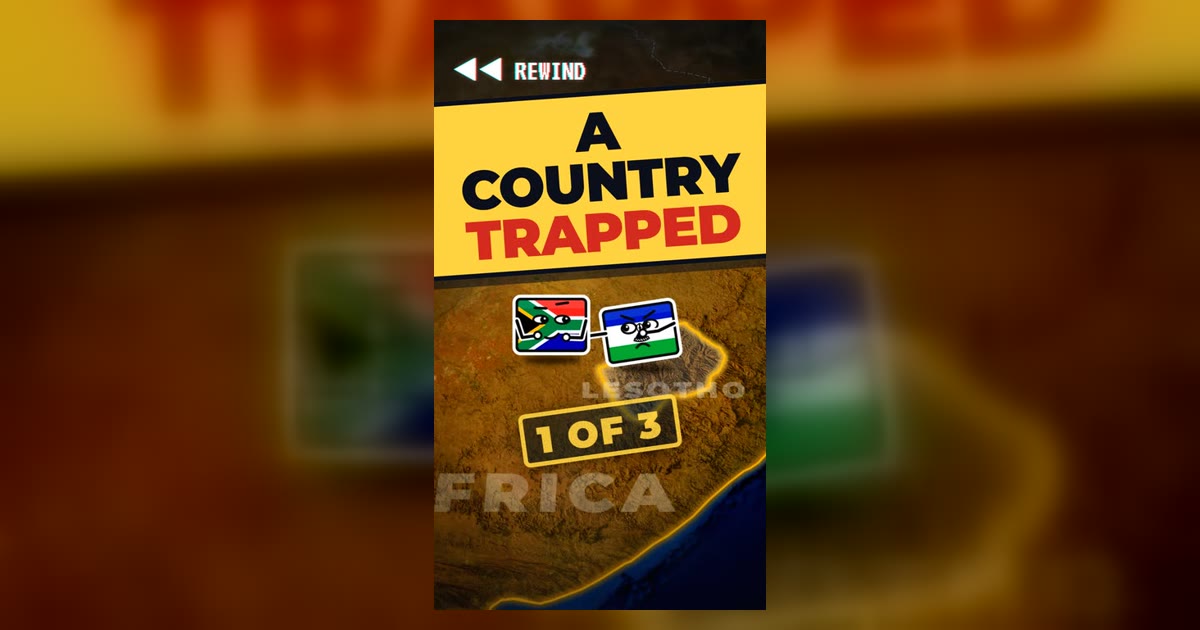 REWIND
A
COUNTRY
TRAPPED
LESOTHO
1 OF 3
FRICA